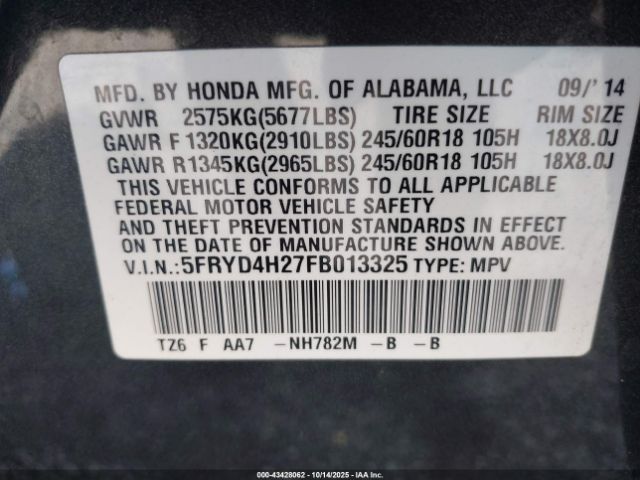 MFD. BY HONDA MFG. OF ALABAMA, LLC 09/'14
GVWR 2575KG(5677LBS) TIRE SIZE RIM SIZE
GAWR F 1320KG(2910LBS) 245/60R18 105H 18X8.0J
GAWR R1345KG(2965LBS) 245/60R18 105H 18X8.0J
THIS VEHICLE CONFORMS TO ALL APPLICABLE
FEDERAL MOTOR VEHICLE SAFETY
AND THEFT PREVENTION STANDARDS IN EFFECT
ON THE DATE OF MANUFACTURE SHOWN ABOVE.
V.I.N.:5FRYD4H27FB013325 TYPE: MPV
TZ6 F AA7 -NH782M -B -B
000-43428062 - 10/14/2025 - IAA Inc.